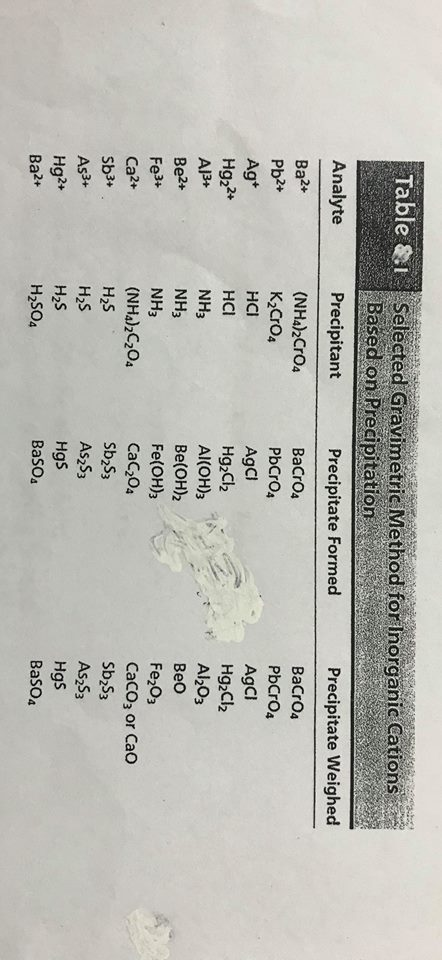 Table 8.1 Selected Gravimetric Method for Inorganic Cations
Based on Precipitation
Analyte Precipitant Precipitate Formed Precipitate Weighed
Ba²⁺ (NH₄)₂CrO₄ BaCrO₄ BaCrO₄
Pb²⁺ K₂CrO₄ PbCrO₄ PbCrO₄
Ag⁺ HCl AgCl AgCl
Hg₂²⁺ HCl Hg₂Cl₂ Hg₂Cl₂
Al³⁺ NH₃ Al(OH)₃ Al₂O₃
Be²⁺ NH₃ Be(OH)₂ BeO
Fe³⁺ NH₃ Fe(OH)₃ Fe₂O₃
Ca²⁺ (NH₄)₂C₂O₄ CaC₂O₄ CaCO₃ or CaO
Sb³⁺ H₂S Sb₂S₃ Sb₂S₃
As³⁺ H₂S As₂S₃ As₂S₃
Hg²⁺ H₂S HgS HgS
Ba²⁺ H₂SO₄ BaSO₄ BaSO₄